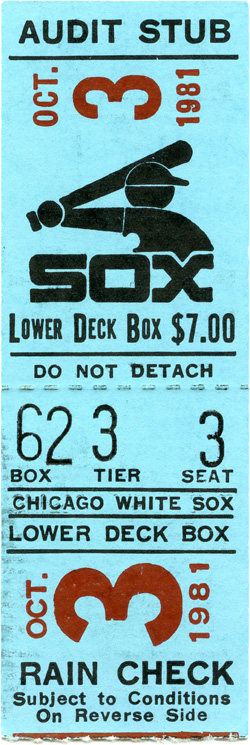 AUDIT STUB
OCT. 3 1981
SOX
LOWER DECK BOX $7.00
DO NOT DETACH
62 3 3
BOX TIER SEAT
CHICAGO WHITE SOX
LOWER DECK BOX
OCT. 3 1981
RAIN CHECK
Subject to Conditions
On Reverse Side